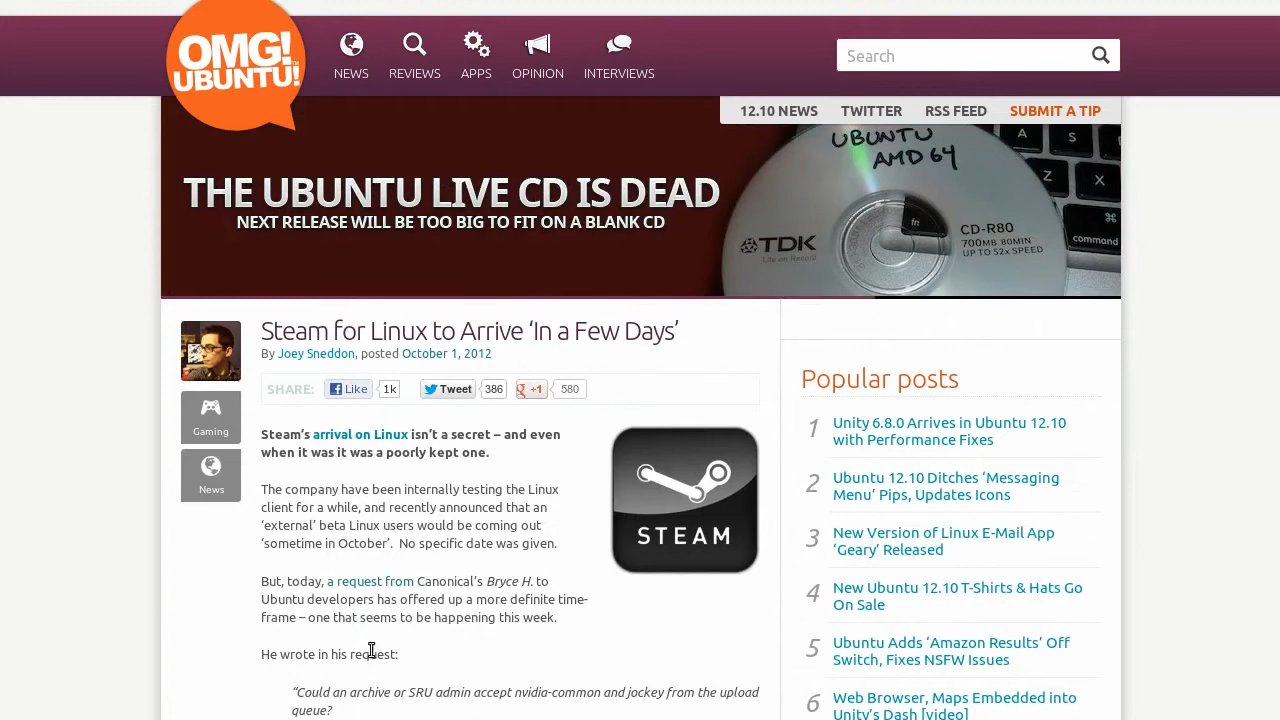 OMG!
UBUNTU!
NEWS
REVIEWS
APPS
OPINION
INTERVIEWS
Search
12.10 NEWS
TWITTER
RSS FEED
SUBMIT A TIP
THE UBUNTU LIVE CD IS DEAD
NEXT RELEASE WILL BE TOO BIG TO FIT ON A BLANK CD
UBUNTU
AMD 64
TDK
Life on Record
CD-R80
700MB 80MIN
UP TO 52x SPEED
A
S
Z
X
fn
command
Steam for Linux to Arrive ‘In a Few Days’
By Joey Sneddon, posted October 1, 2012
SHARE:
Like
1k
Tweet
386
+1
580
Gaming
News
Steam’s arrival on Linux isn’t a secret – and even
when it was it was a poorly kept one.
STEAM
The company have been internally testing the Linux
client for a while, and recently announced that an
‘external’ beta Linux users would be coming out
‘sometime in October’.  No specific date was given.
But, today, a request from Canonical’s Bryce H. to
Ubuntu developers has offered up a more definite time-
frame – one that seems to be happening this week.
He wrote in his request:
“Could an archive or SRU admin accept nvidia-common and jockey from the upload
queue?
Popular posts
1 Unity 6.8.0 Arrives in Ubuntu 12.10
with Performance Fixes
2 Ubuntu 12.10 Ditches ‘Messaging
Menu’ Pips, Updates Icons
3 New Version of Linux E-Mail App
‘Geary’ Released
4 New Ubuntu 12.10 T-Shirts & Hats Go
On Sale
5 Ubuntu Adds ‘Amazon Results’ Off
Switch, Fixes NSFW Issues
6 Web Browser, Maps Embedded into
Unity’s Dash [video]